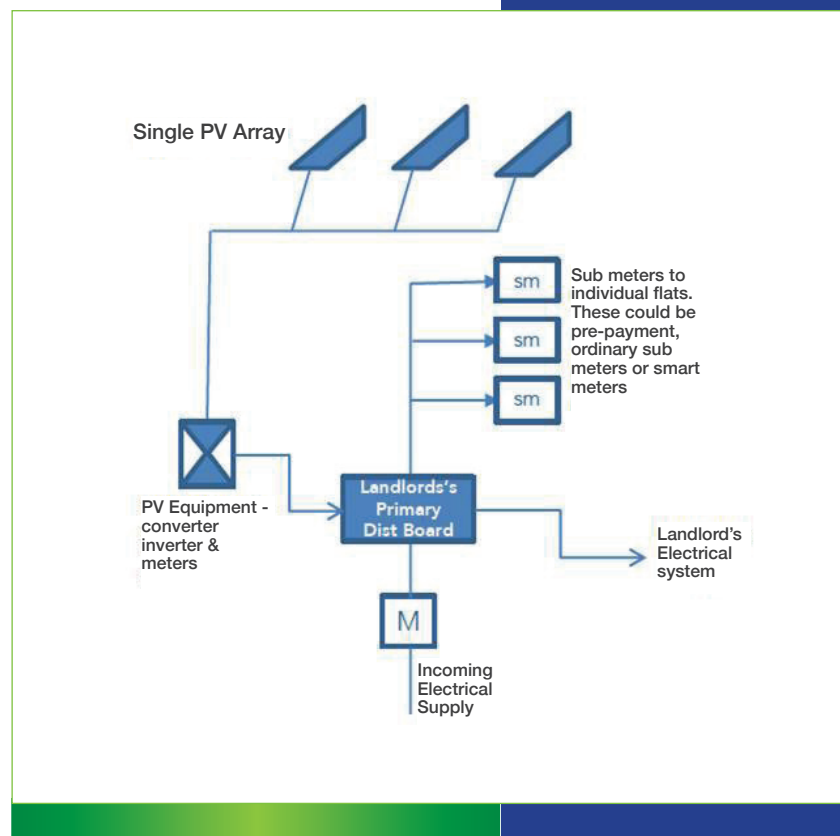 Single PV Array
sm
sm
sm
Sub meters to
individual flats.
These could be
pre-payment,
ordinary sub
meters or smart
meters
PV Equipment -
converter
inverter &
meters
Landlords's
Primary
Dist Board
Landlord's
Electrical
system
M
Incoming
Electrical
Supply